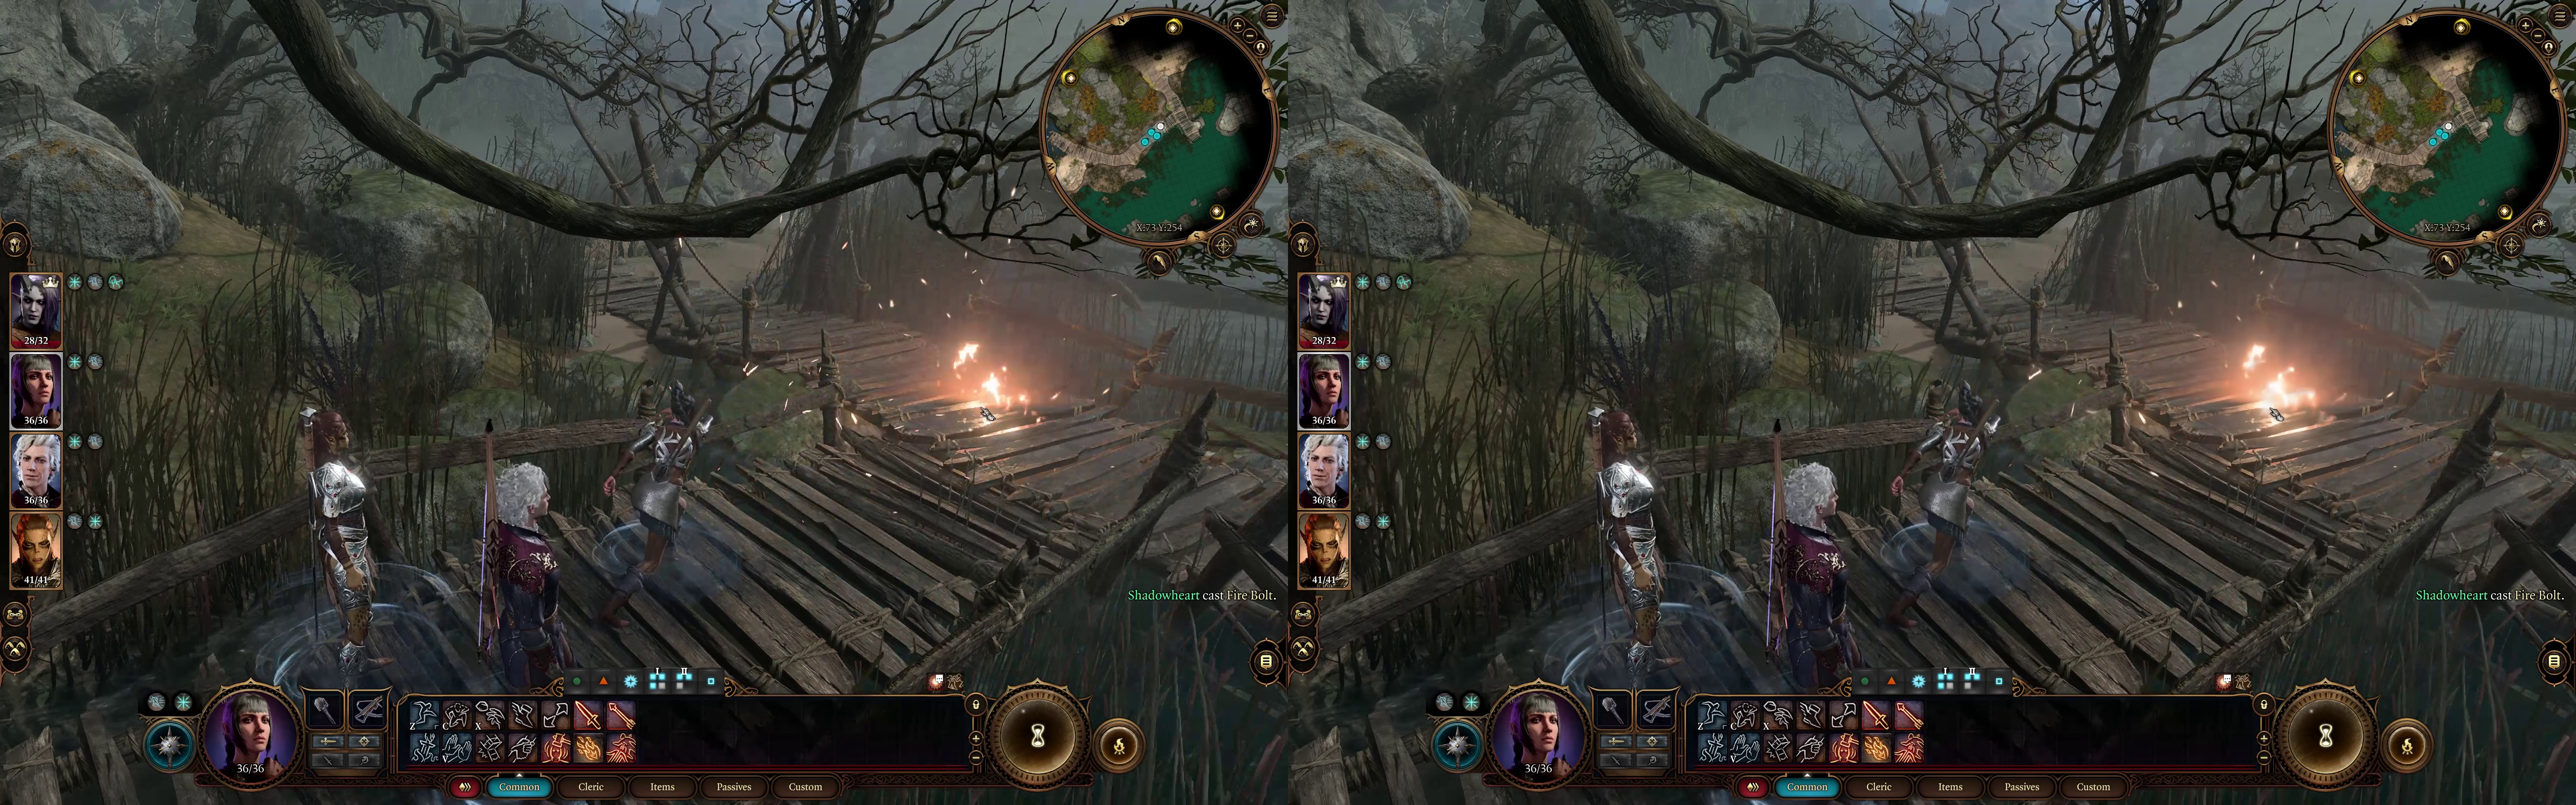 N
X:73 Y:254
S
28/32
36/36
36/36
41/41
Shadowheart cast Fire Bolt.
I
II
36/36
Z
C
X
V
Common
Cleric
Items
Passives
Custom
N
X:73 Y:254
S
28/32
36/36
36/36
41/41
Shadowheart cast Fire Bolt.
I
II
36/36
Z
C
X
V
Common
Cleric
Items
Passives
Custom